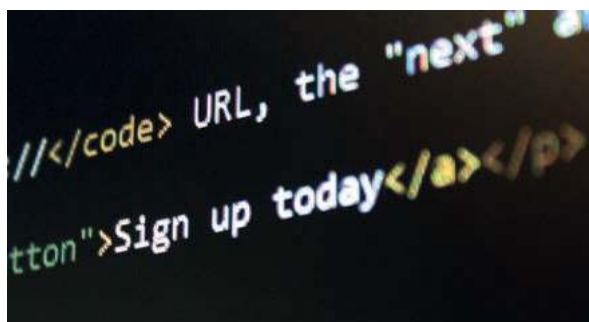 ://</code> URL, the "next" a
tton">Sign up today</a></p>